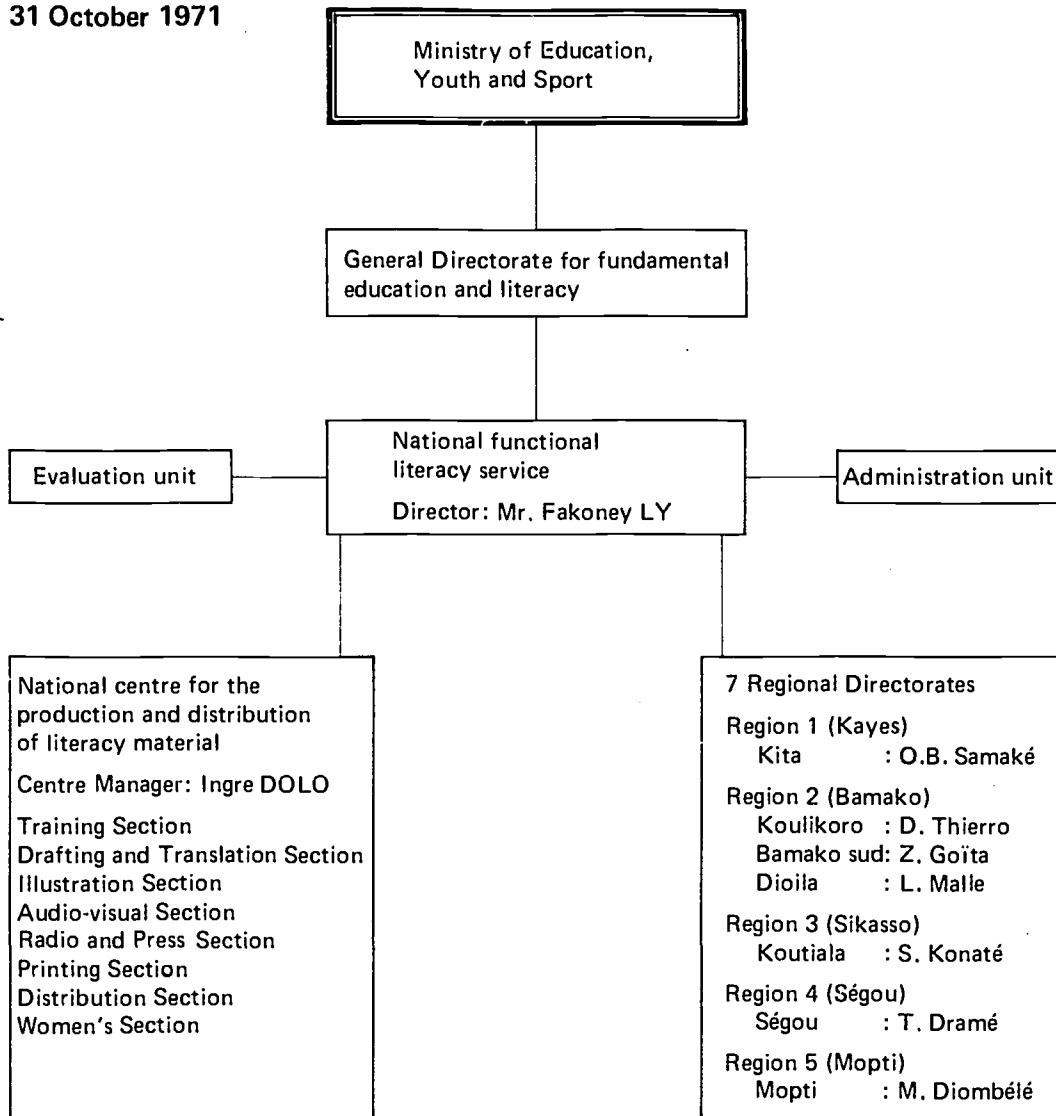 31 October 1971
Ministry of Education,
Youth and Sport
General Directorate for fundamental
education and literacy
National functional
literacy service
Director: Mr. Fakoney LY
Evaluation unit
Administration unit
National centre for the
production and distribution
of literacy material
Centre Manager: Ingre DOLO
Training Section
Drafting and Translation Section
Illustration Section
Audio-visual Section
Radio and Press Section
Printing Section
Distribution Section
Women's Section
7 Regional Directorates
Region 1 (Kayes)
Kita : O.B. Samaké
Region 2 (Bamako)
Koulikoro : D. Thierro
Bamako sud: Z. Goïta
Dioila : L. Malle
Region 3 (Sikasso)
Koutiala : S. Konaté
Region 4 (Ségou)
Ségou : T. Dramé
Region 5 (Mopti)
Mopti : M. Diombélé